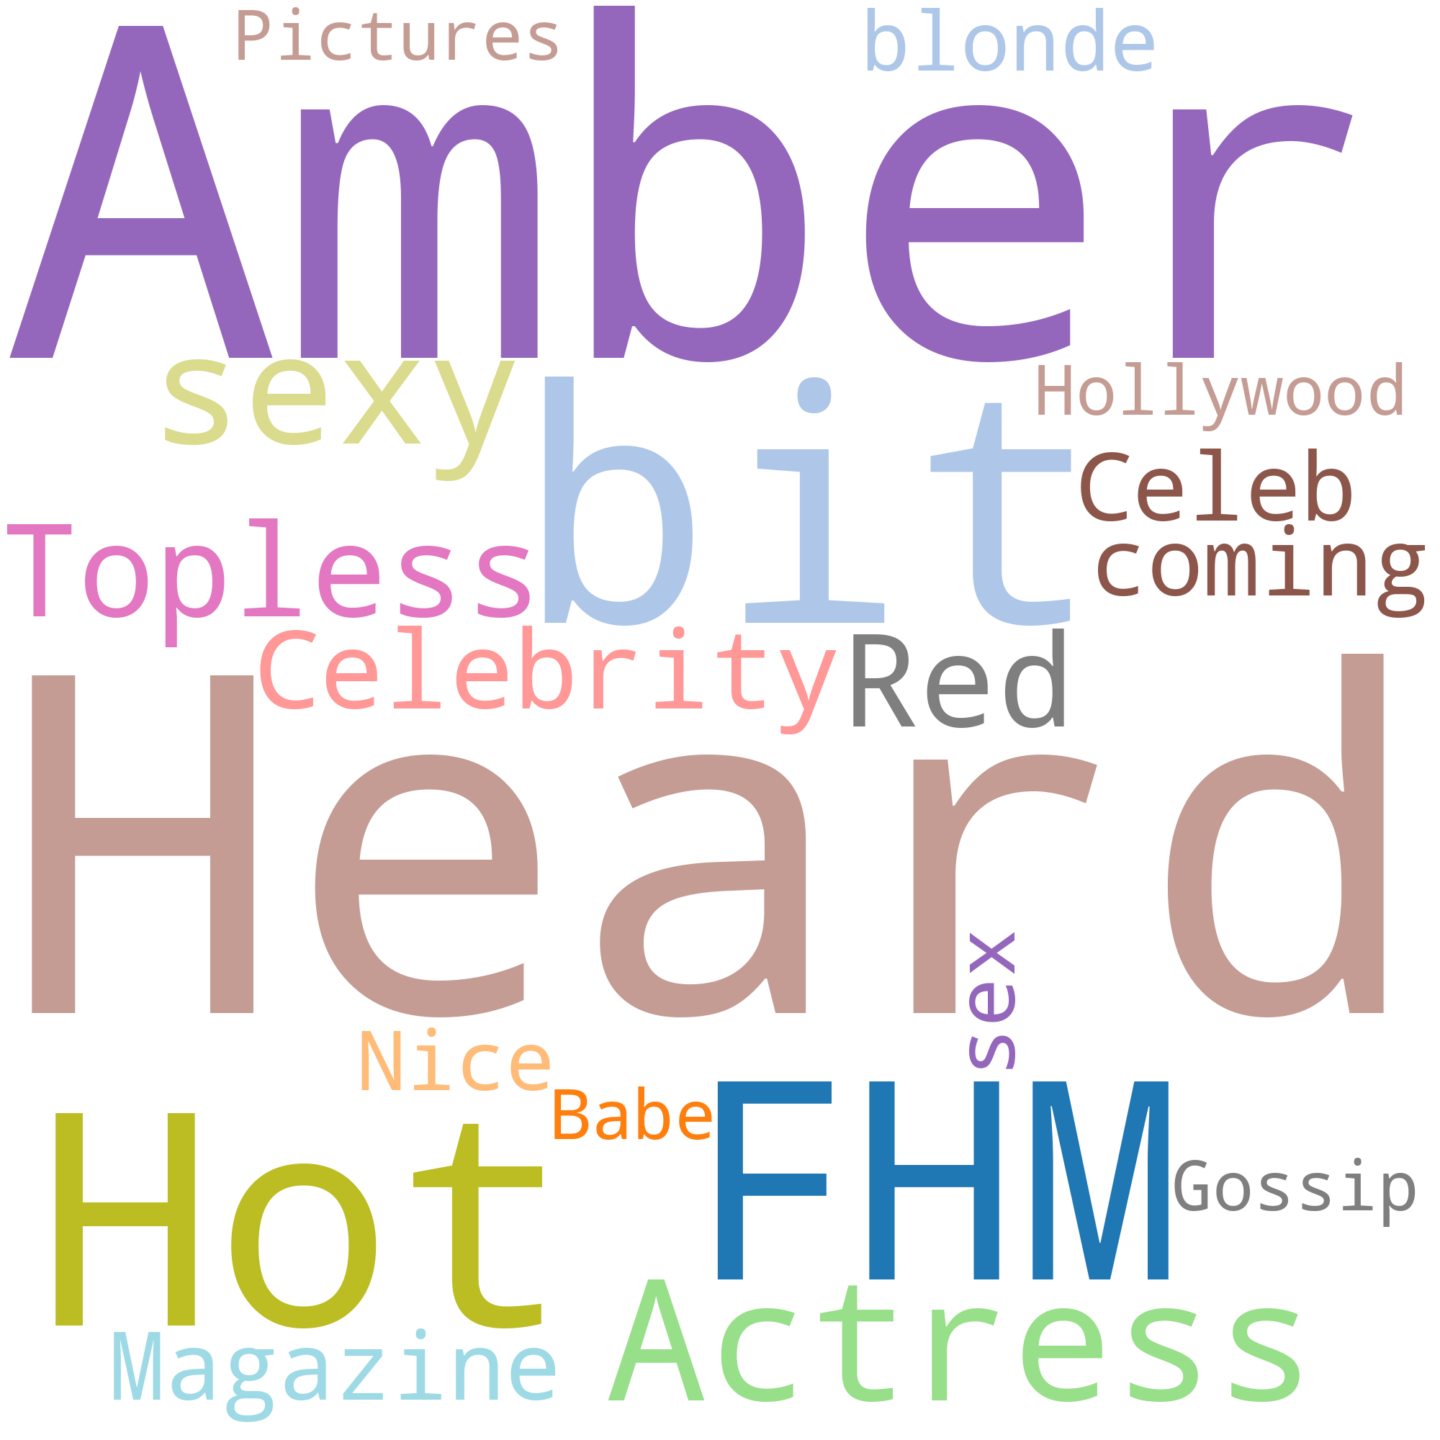 Pictures
blonde
Amber
sexy
Hollywood
bit
Celeb
Topless
coming
Celebrity
Red
Heard
sex
Nice
Babe
FHM
Hot
Gossip
Actress
Magazine